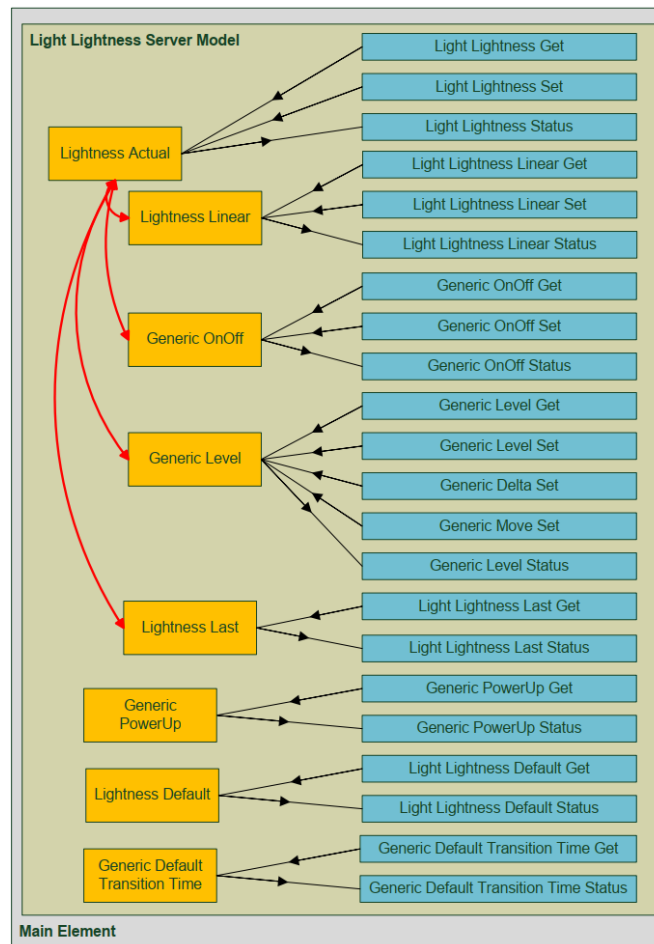 Light Lightness Server Model
Light Lightness Get
Light Lightness Set
Light Lightness Status
Lightness Actual
Light Lightness Linear Get
Light Lightness Linear Set
Light Lightness Linear Status
Lightness Linear
Generic OnOff Get
Generic OnOff Set
Generic OnOff Status
Generic OnOff
Generic Level Get
Generic Level Set
Generic Delta Set
Generic Move Set
Generic Level Status
Generic Level
Light Lightness Last Get
Light Lightness Last Status
Lightness Last
Generic PowerUp Get
Generic PowerUp Status
Generic
PowerUp
Light Lightness Default Get
Light Lightness Default Status
Lightness Default
Generic Default Transition Time Get
Generic Default Transition Time Status
Generic Default
Transition Time
Main Element